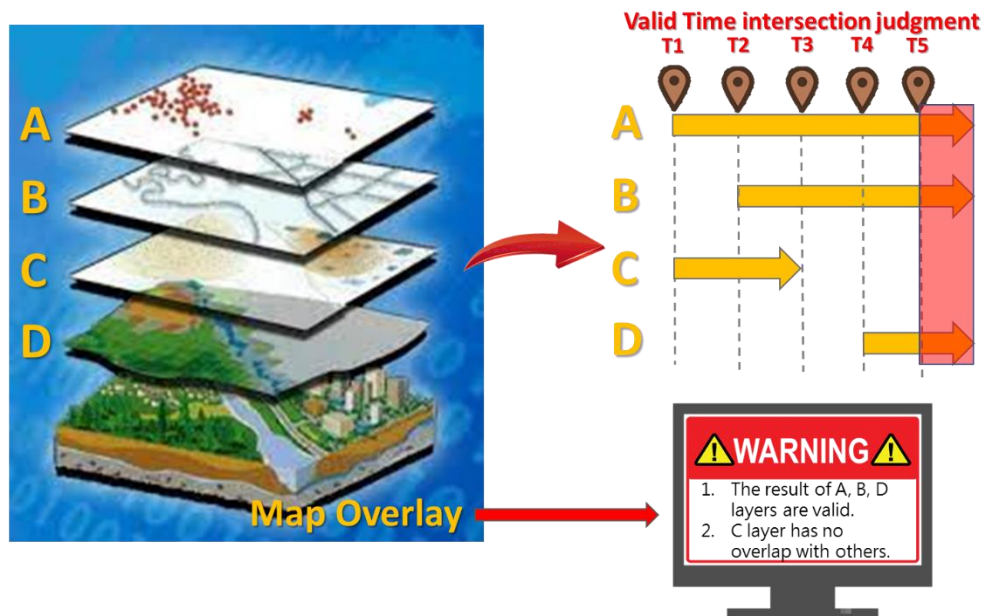 Valid Time intersection judgment
T1 T2 T3 T4 T5
A
B
C
D
Map Overlay
A
B
C
D
WARNING
1. The result of A, B, D
layers are valid.
2. C layer has no
overlap with others.